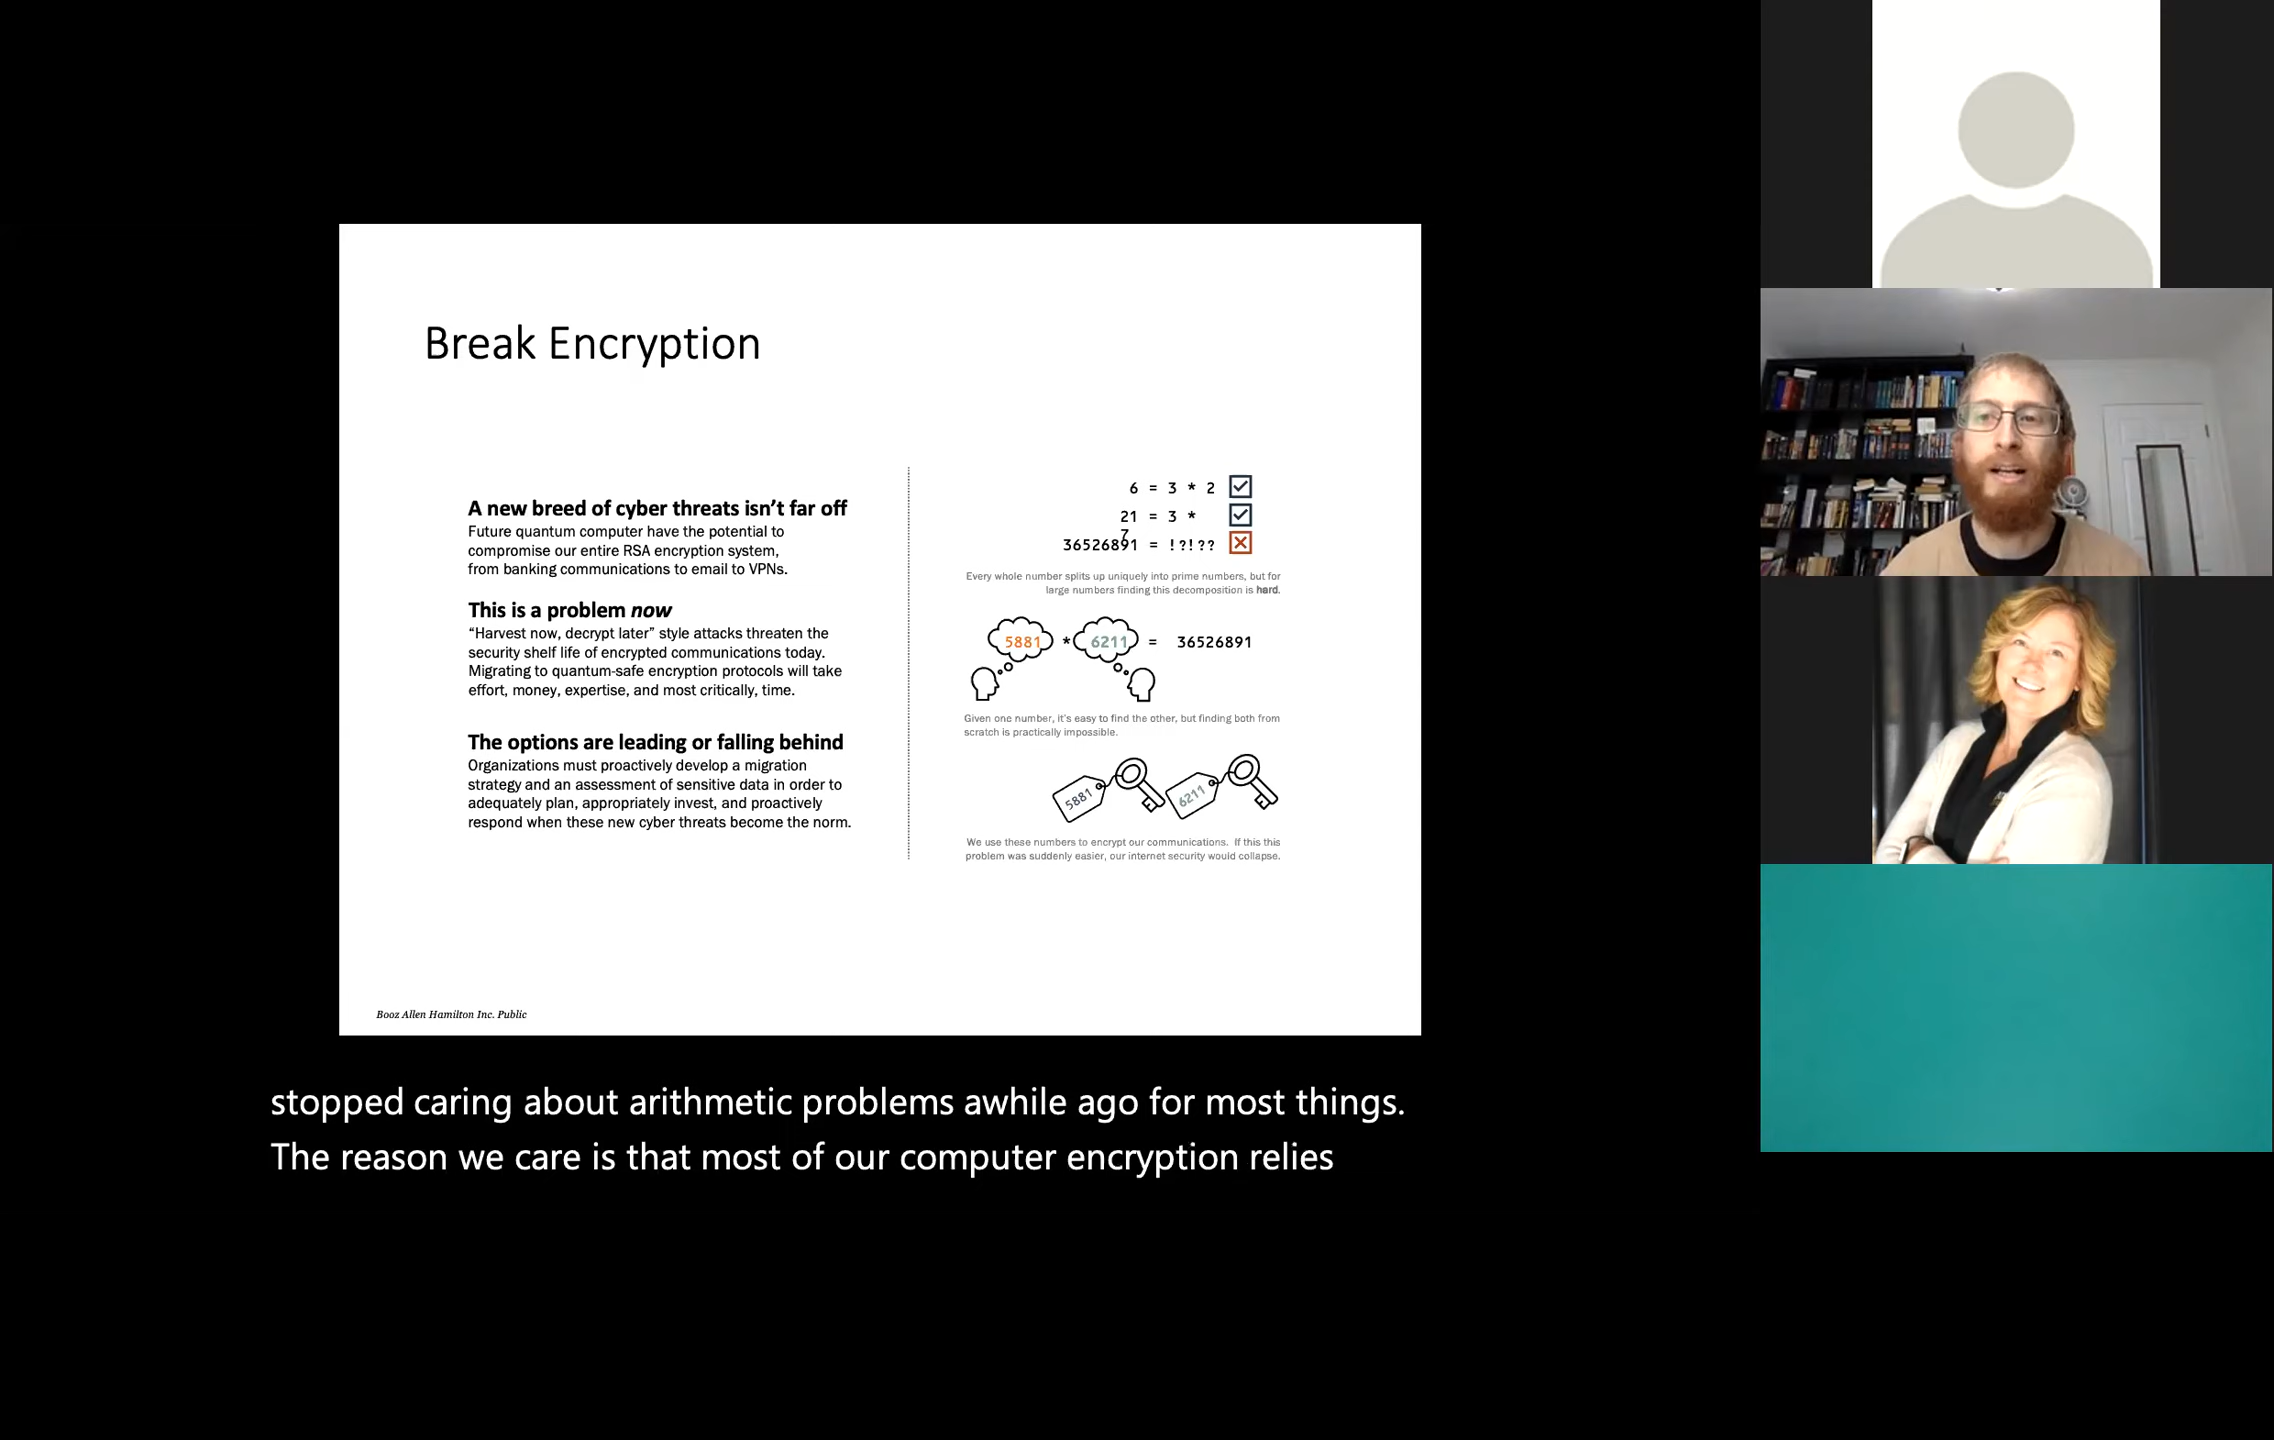 Break Encryption
A new breed of cyber threats isn't far off
Future quantum computer have the potential to
compromise our entire RSA encryption system,
from banking communications to email to VPNs.
This is a problem now
“Harvest now, decrypt later” style attacks threaten the
security shelf life of encrypted communications today.
Migrating to quantum-safe encryption protocols will take
effort, money, expertise, and most critically, time.
The options are leading or falling behind
Organizations must proactively develop a migration
strategy and an assessment of sensitive data in order to
adequately plan, appropriately invest, and proactively
respond when these new cyber threats become the norm.
6 = 3 * 2
21 = 3 *
7
36526891 = !?!??
Every whole number splits up uniquely into prime numbers, but for
large numbers finding this decomposition is hard.
5881 * 6211 = 36526891
Given one number, it's easy to find the other, but finding both from
scratch is practically impossible.
5881 6211
We use these numbers to encrypt our communications. If this this
problem was suddenly easier, our internet security would collapse.
Booz Allen Hamilton Inc. Public
stopped caring about arithmetic problems awhile ago for most things.
The reason we care is that most of our computer encryption relies